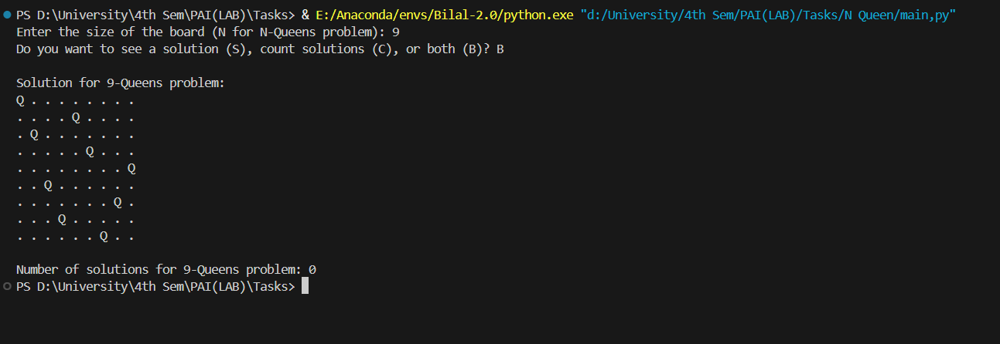 PS D:\University\4th Sem\PAI(LAB)\Tasks> & E:/Anaconda/envs/Bilal-2.0/python.exe "d:/University/4th Sem/PAI(LAB)/Tasks/N Queen/main,py"
Enter the size of the board (N for N-Queens problem): 9
Do you want to see a solution (S), count solutions (C), or both (B)? B
Solution for 9-Queens problem:
Q . . . . . . . .
. . . . Q . . . .
. Q . . . . . . .
. . . . . Q . . .
. . . . . . . . Q
. . Q . . . . . .
. . . . . . . Q .
. . . Q . . . . .
. . . . . . Q . .
Number of solutions for 9-Queens problem: 0
PS D:\University\4th Sem\PAI(LAB)\Tasks>